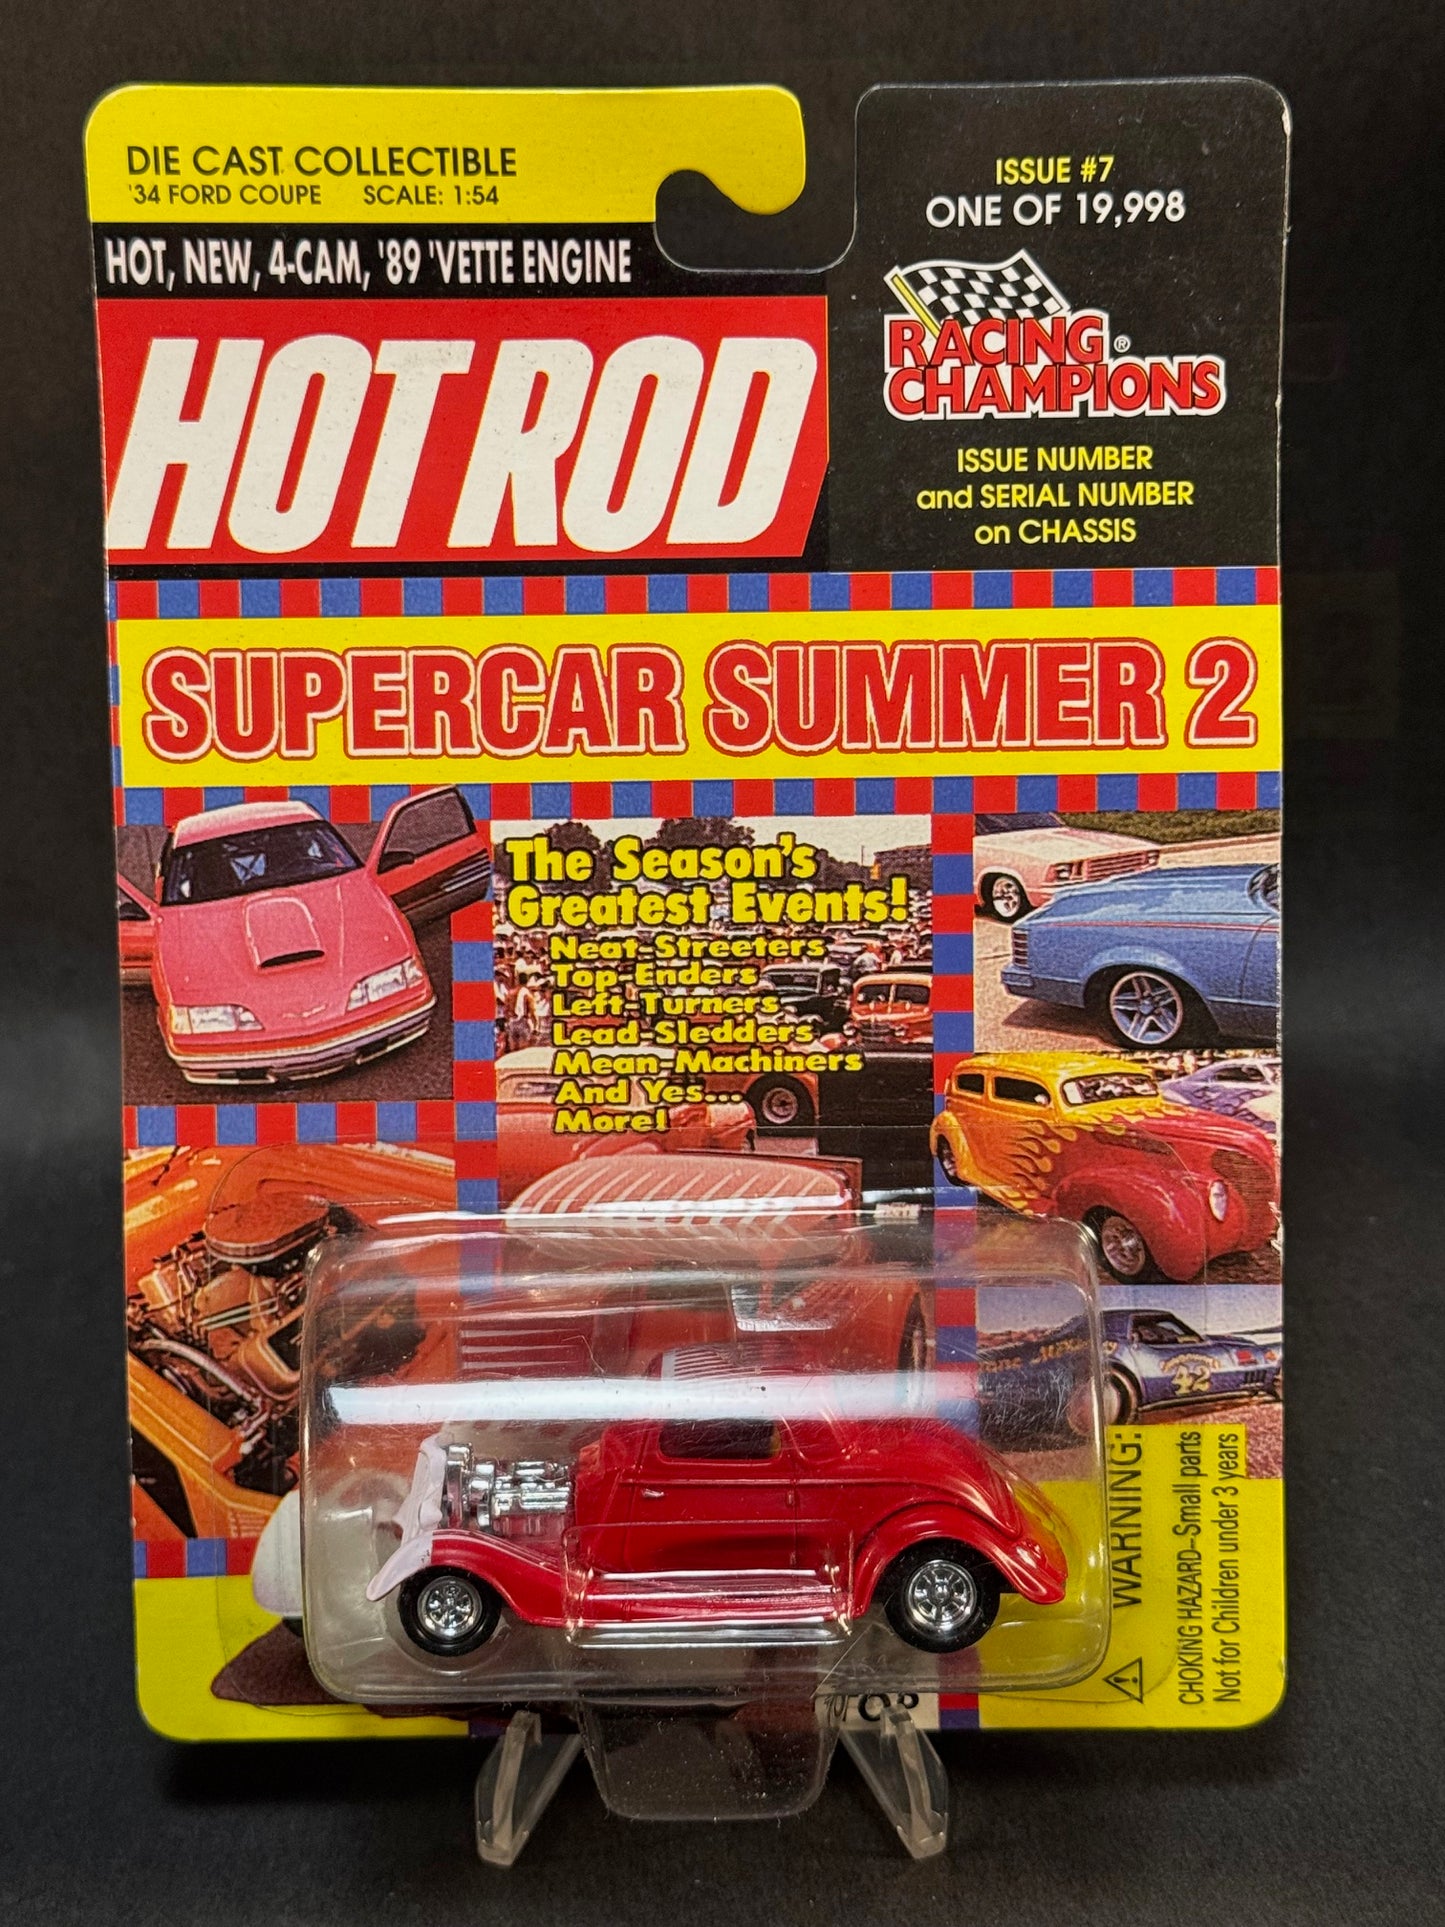 DIE CAST COLLECTIBLE
'34 FORD COUPE SCALE: 1:54
HOT, NEW, 4-CAM, '89 'VETTE ENGINE
HOT ROD
ISSUE #7
ONE OF 19,998
RACING ®
CHAMPIONS
ISSUE NUMBER
and SERIAL NUMBER
on CHASSIS
SUPERCAR SUMMER 2
The Season's
Greatest Events!
Neat-Streeters
Top-Enders
Left-Turners
Lead-Sledders
Mean-Machiners
And Yes...
More!
42
WARNING:
CHOKING HAZARD–Small parts
Not for Children under 3 years